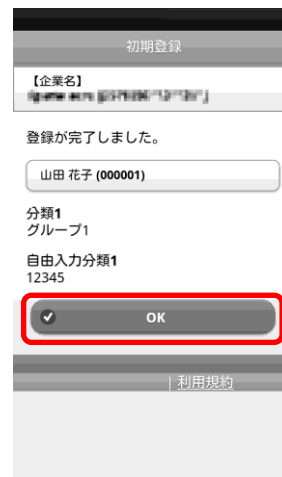 初期登録
【企業名】
登録が完了しました。
山田 花子 (000001)
分類1
グループ1
自由入力分類1
12345
OK
| 利用規約